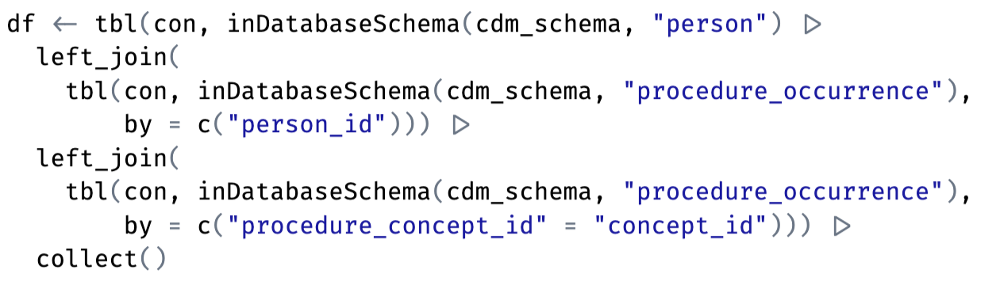 df <- tbl(con, inDatabaseSchema(cdm_schema, "person") |>
  left_join(
    tbl(con, inDatabaseSchema(cdm_schema, "procedure_occurrence"),
        by = c("person_id"))) |>
  left_join(
    tbl(con, inDatabaseSchema(cdm_schema, "procedure_occurrence"),
        by = c("procedure_concept_id" = "concept_id"))) |>
  collect()